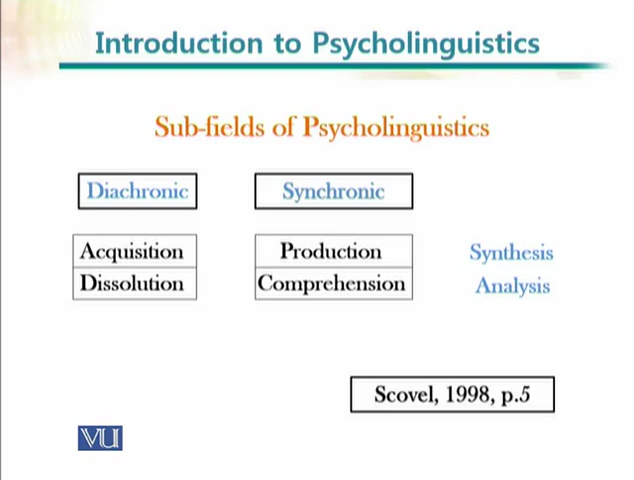 Introduction to Psycholinguistics
Sub-fields of Psycholinguistics
Diachronic Synchronic
Acquisition Production Synthesis
Dissolution Comprehension Analysis
Scovel, 1998, p.5
VU